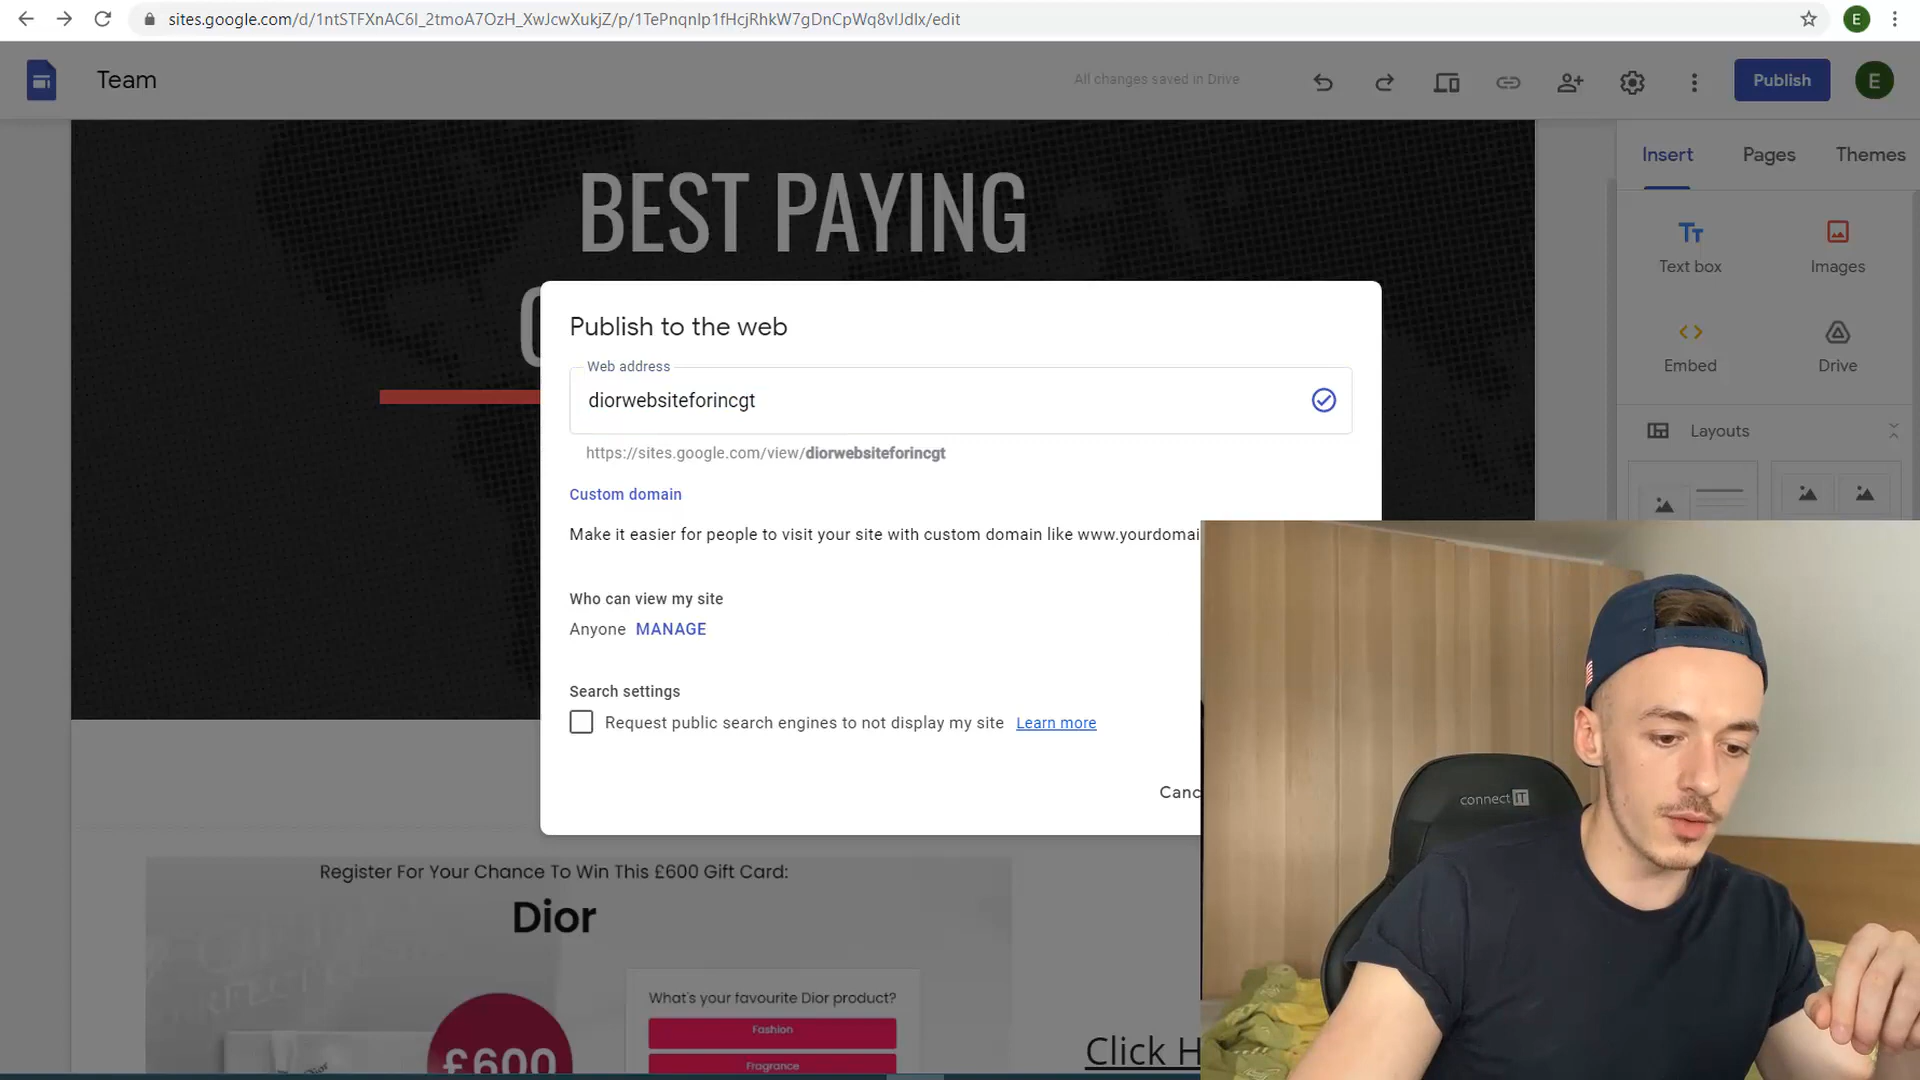 sites.google.com/d/1ntSTFXnAC6I_2tmoA7OzH_XwJcwXukjZ/p/1TePnqnlp1fHcjRhkW7gDnCpWq8vlJdlx/edit
E
Team
All changes saved in Drive
Publish
E
Insert
Pages
Themes
BEST PAYING
Text box
Images
Embed
Drive
Layouts
Publish to the web
Web address
diorwebsiteforincgt
https://sites.google.com/view/diorwebsiteforincgt
Custom domain
Make it easier for people to visit your site with custom domain like www.yourdomai
Who can view my site
Anyone MANAGE
Search settings
Request public search engines to not display my site Learn more
Canc
connect IT
Register For Your Chance To Win This £600 Gift Card:
Dior
What's your favourite Dior product?
Fashion
Fragrance
£600
Click H